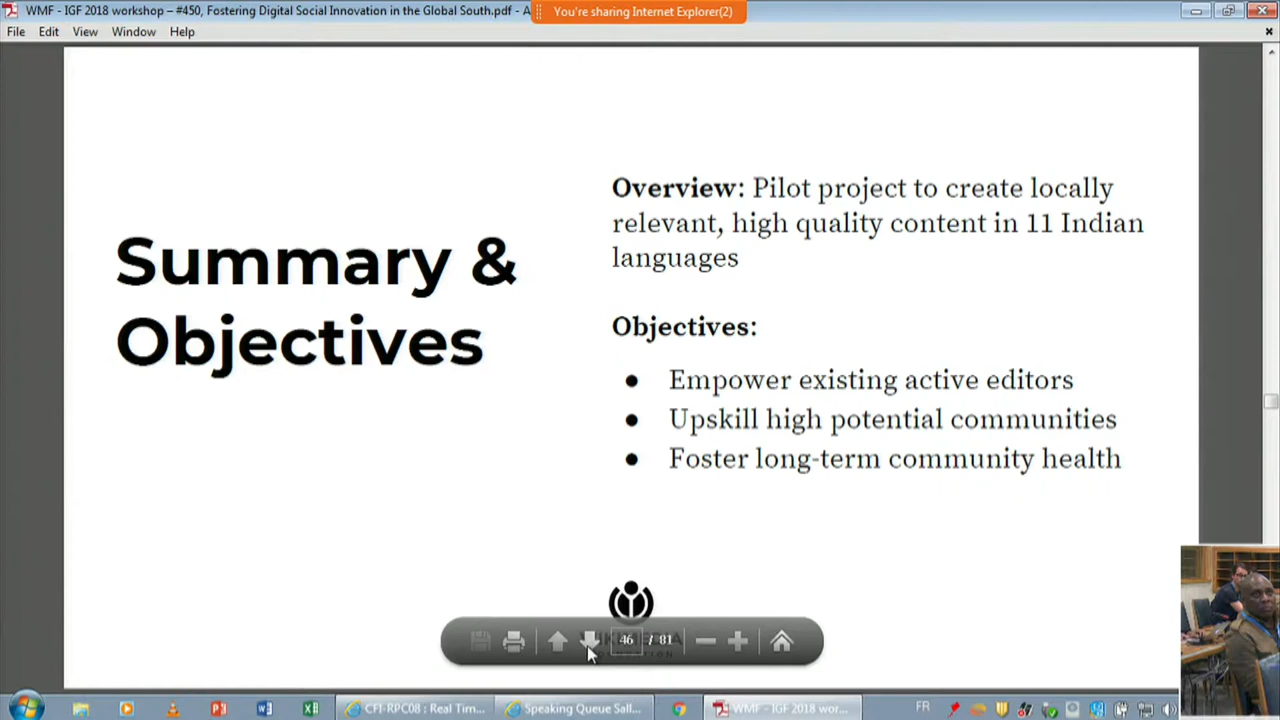 WMF - IGF 2018 workshop – #450, Fostering Digital Social Innovation in the Global South.pdf - A
You're sharing Internet Explorer(2)
File Edit View Window Help
Summary &
Objectives
Overview: Pilot project to create locally
relevant, high quality content in 11 Indian
languages
Objectives:
● Empower existing active editors
● Upskill high potential communities
● Foster long-term community health
46 / 81
CFI-RPC08 : Real Tim...
Speaking Queue Sall...
WMF - IGF 2018 wor...
FR